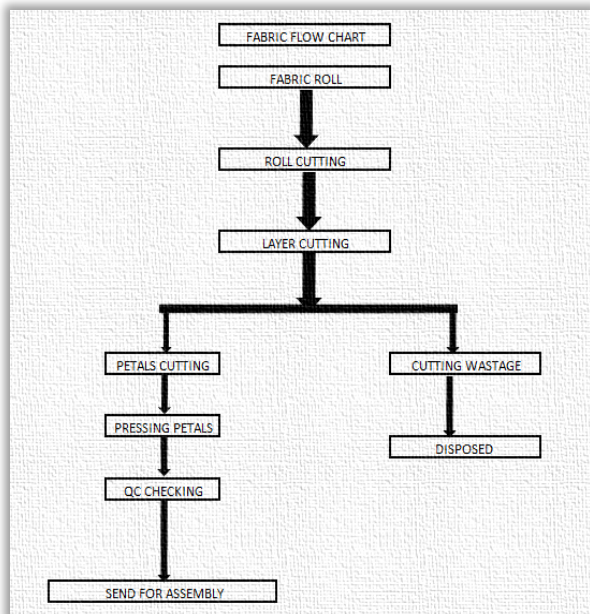 FABRIC FLOW CHART
FABRIC ROLL
ROLL CUTTING
LAYER CUTTING
PETALS CUTTING
CUTTING WASTAGE
PRESSING PETALS
DISPOSED
QC CHECKING
SEND FOR ASSEMBLY